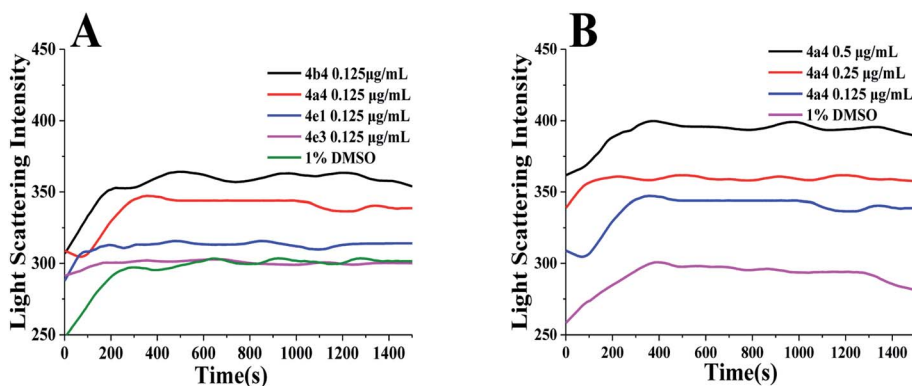 A
450
400
350
300
250
Light Scattering Intensity
4b4 0.125μg/mL
4a4 0.125 μg/mL
4e1 0.125 μg/mL
4e3 0.125 μg/mL
1% DMSO
0 200 400 600 800 1000 1200 1400
Time(s)
B
450
400
350
300
250
Light Scattering Intensity
4a4 0.5 μg/mL
4a4 0.25 μg/mL
4a4 0.125 μg/mL
1% DMSO
0 200 400 600 800 1000 1200 1400
Time(s)